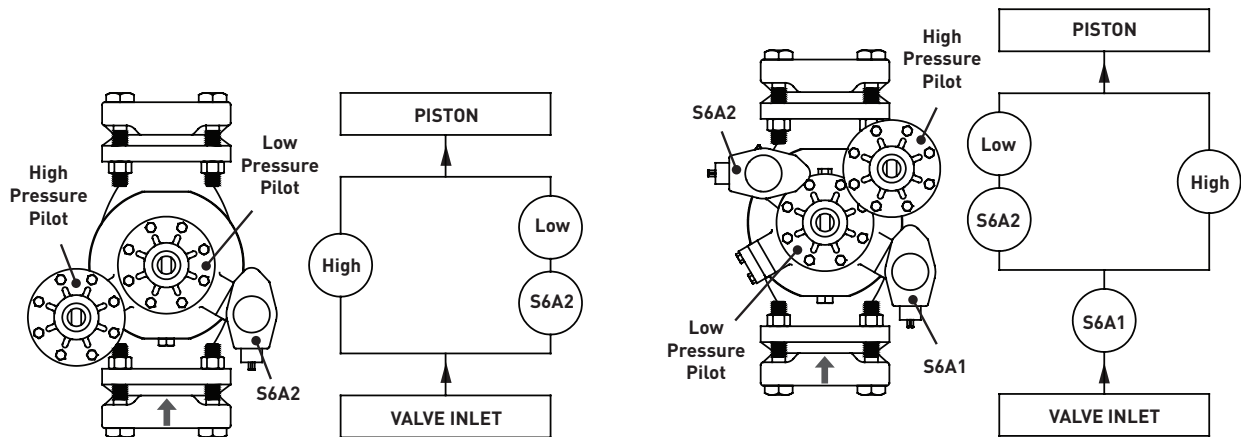 High
Pressure
Pilot
Low
Pressure
Pilot
S6A2
PISTON
High
Low
S6A2
VALVE INLET
S6A2
High
Pressure
Pilot
Low
Pressure
Pilot
S6A1
PISTON
Low
S6A2
High
S6A1
VALVE INLET